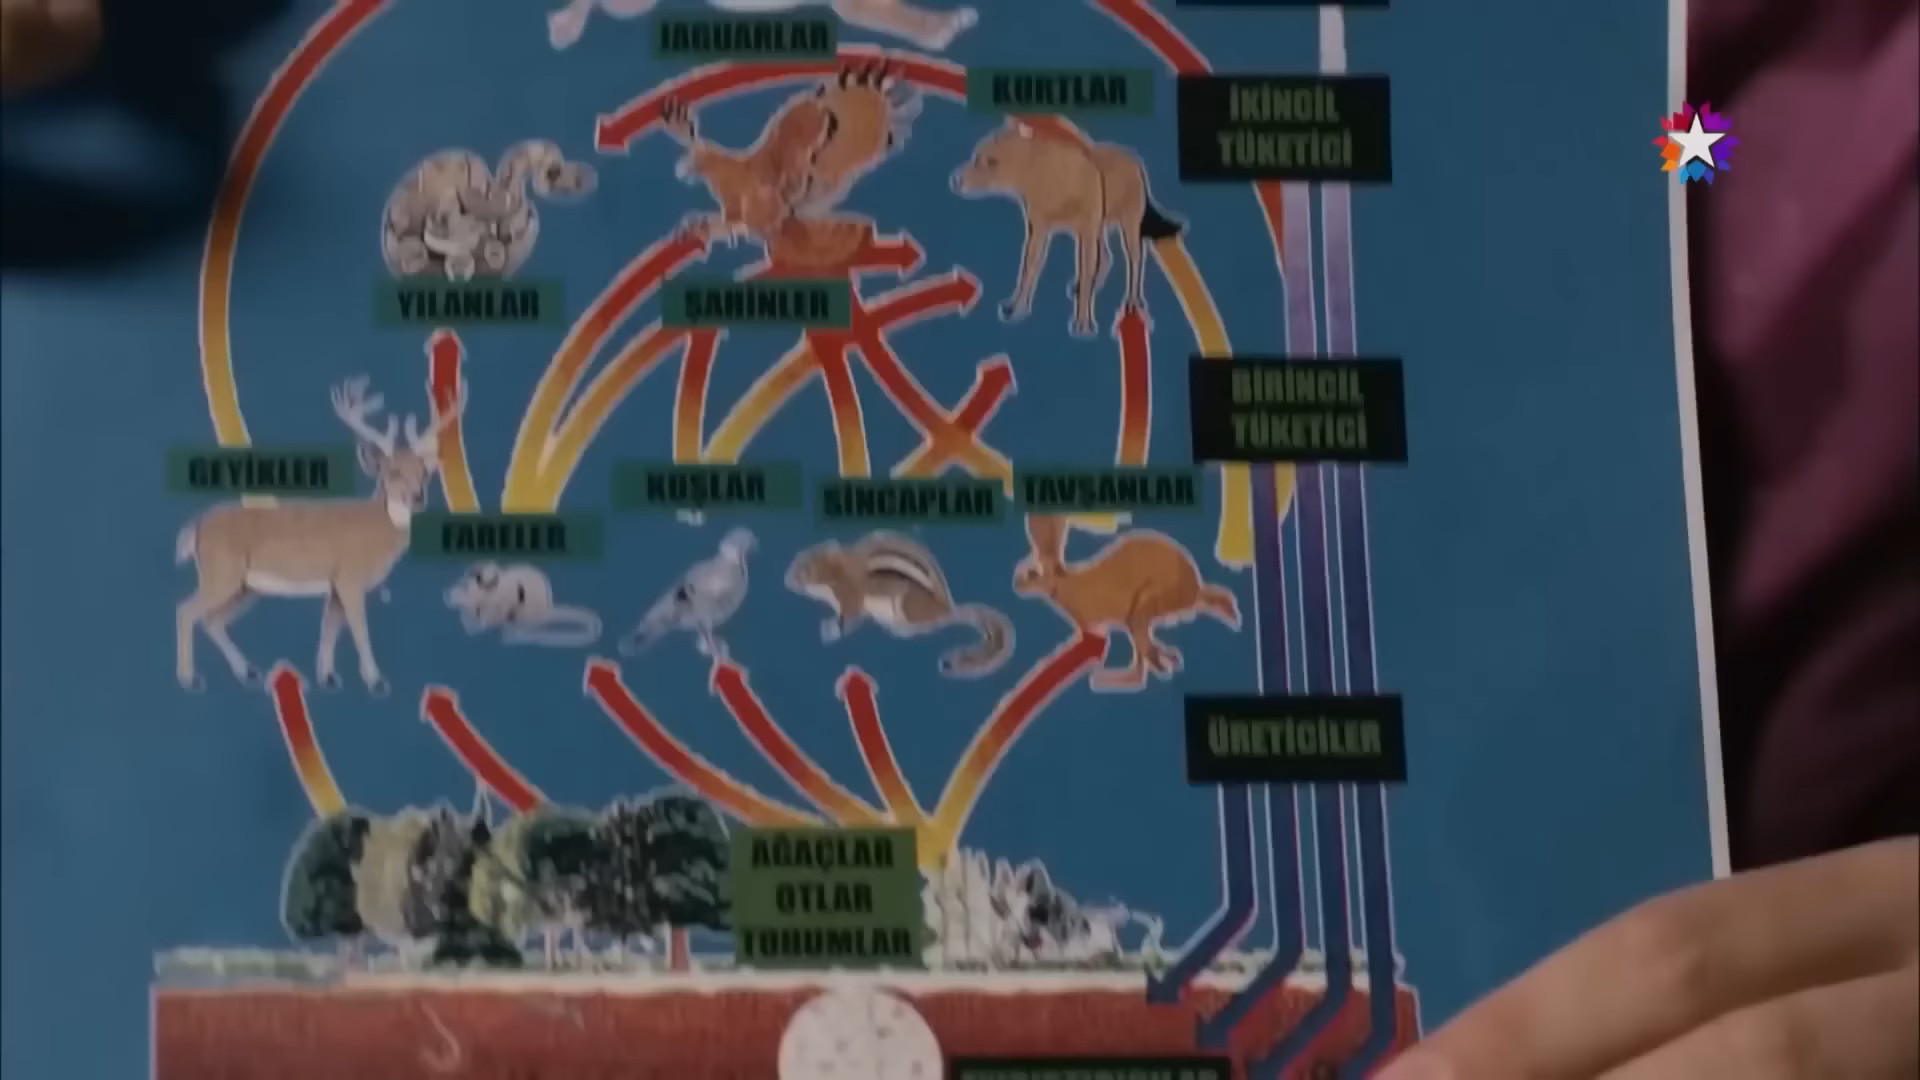 JAGUARLAR
KURTLAR
İKİNCİL
TÜKETİCİ
YILANLAR
ŞAHİNLER
BİRİNCİL
TÜKETİCİ
GEYİKLER
KUŞLAR
SİNCAPLAR
TAVŞANLAR
FARELER
ÜRETİCİLER
AĞAÇLAR
OTLAR
TOHUMLAR